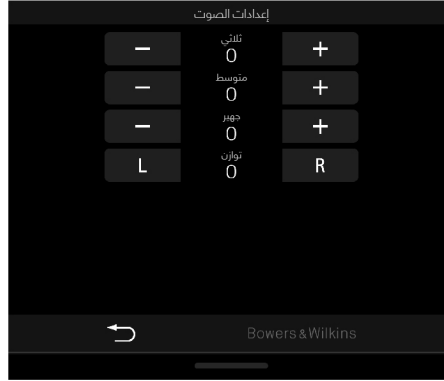 إعدادات الصوت
ثلاثي
− 0 +
متوسط
− 0 +
جهير
− 0 +
توازن
L 0 R
Bowers & Wilkins